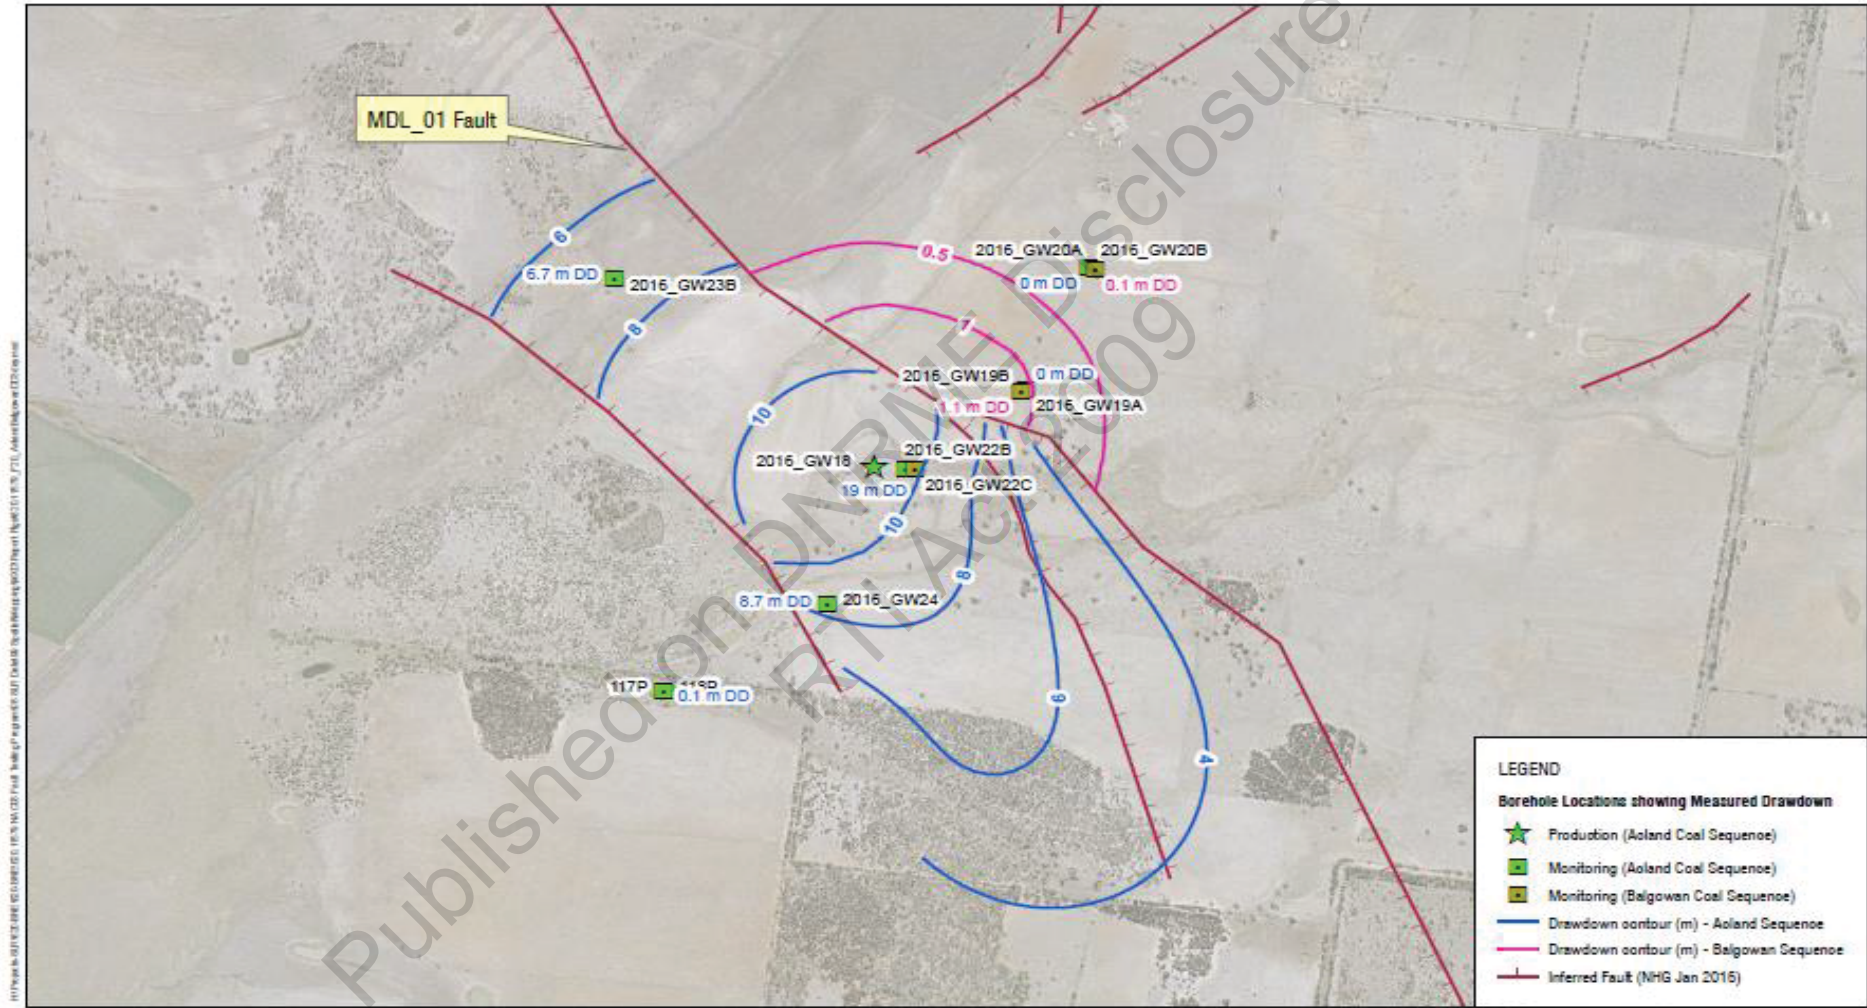 MDL_01 Fault
6
6.7 m DD
2016_GW23B
8
0.5
2016_GW20A
2016_GW20B
0 m DD
0.1 m DD
1
2016_GW19B
0 m DD
1.1 m DD
2016_GW19A
10
2016_GW18
2016_GW22B
19 m DD
2016_GW22C
10
8
8.7 m DD
2016_GW24
117P
0.1 m DD
6
4
Published on DNRME Disclosure
RTI Act 2009
LEGEND
Borehole Locations showing Measured Drawdown
Production (Acland Coal Sequence)
Monitoring (Acland Coal Sequence)
Monitoring (Balgowan Coal Sequence)
Drawdown contour (m) - Acland Sequence
Drawdown contour (m) - Balgowan Sequence
Inferred Fault (NHG Jan 2016)